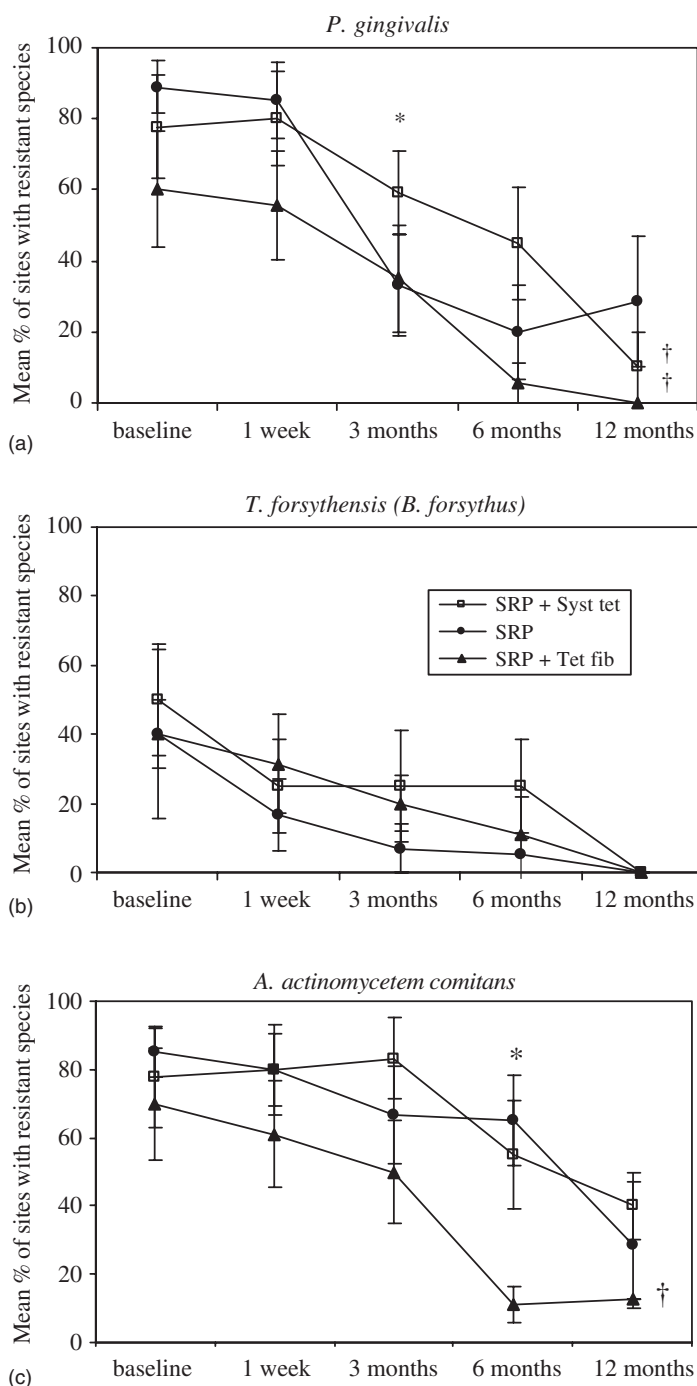 P. gingivalis
Mean % of sites with resistant species
100
80
60
40
20
0
*
†
†
baseline 1 week 3 months 6 months 12 months
(a)
T. forsythensis (B. forsythus)
Mean % of sites with resistant species
100
80
60
40
20
0
SRP + Syst tet
SRP
SRP + Tet fib
baseline 1 week 3 months 6 months 12 months
(b)
A. actinomycetem comitans
Mean % of sites with resistant species
100
80
60
40
20
0
*
†
baseline 1 week 3 months 6 months 12 months
(c)